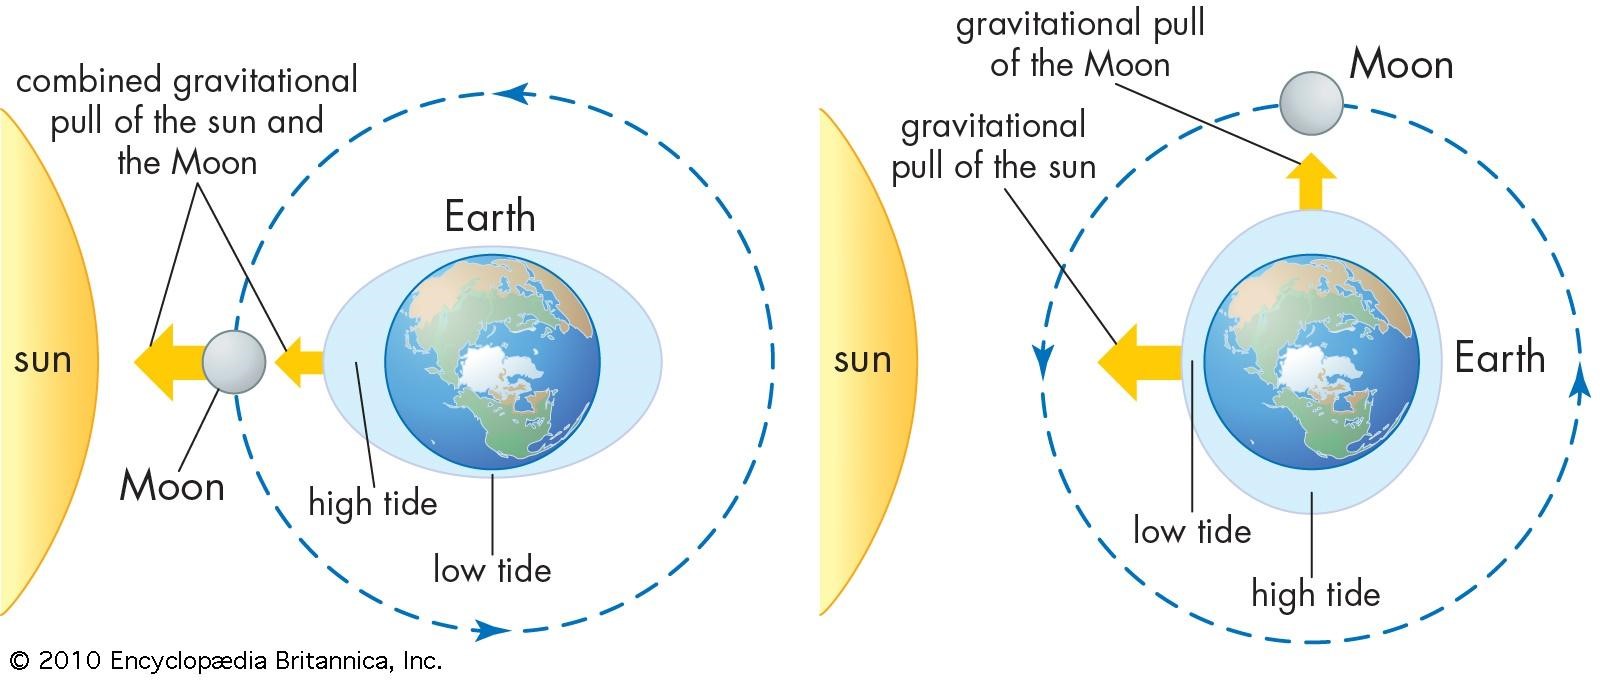 combined gravitational
pull of the sun and
the Moon
Earth
sun
Moon
high tide
low tide
gravitational pull
of the Moon
Moon
gravitational
pull of the sun
sun
Earth
low tide
high tide
© 2010 Encyclopædia Britannica, Inc.